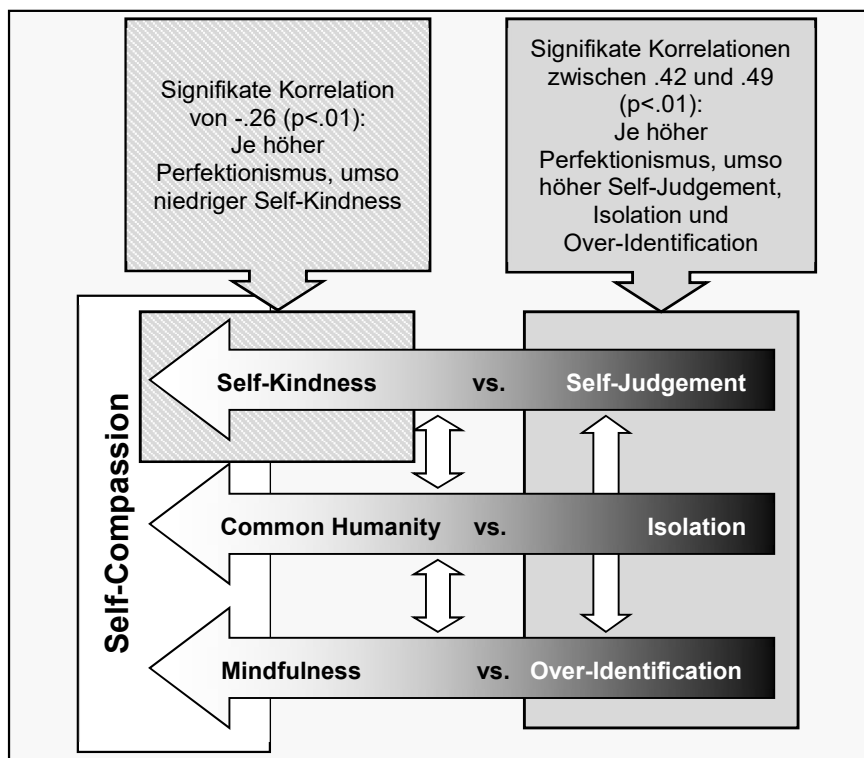 Signifikate Korrelation
von -.26 (p<.01):
Je höher
Perfektionismus, umso
niedriger Self-Kindness
Signifikate Korrelationen
zwischen .42 und .49
(p<.01):
Je höher
Perfektionismus, umso
höher Self-Judgement,
Isolation und
Over-Identification
Self-Compassion
Self-Kindness vs. Self-Judgement
Common Humanity vs. Isolation
Mindfulness vs. Over-Identification